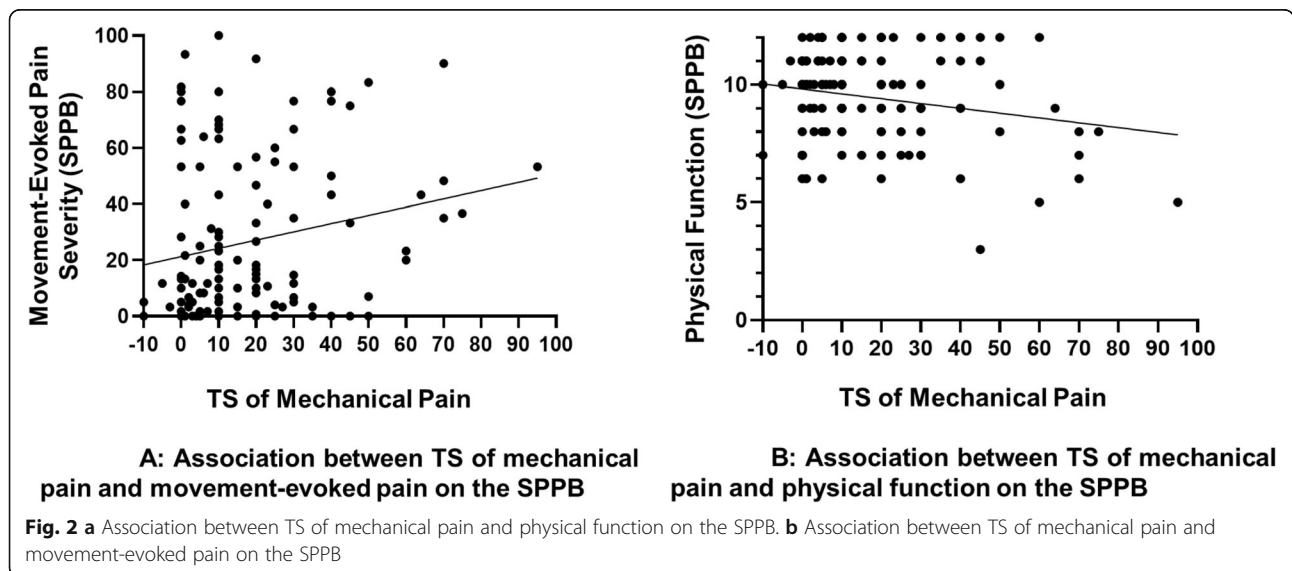 100
80
60
40
20
0
Movement-Evoked Pain
Severity (SPPB)
-10 0 10 20 30 40 50 60 70 80 90 100
TS of Mechanical Pain
A: Association between TS of mechanical
pain and movement-evoked pain on the SPPB
10
5
0
Physical Function (SPPB)
-10 0 10 20 30 40 50 60 70 80 90 100
TS of Mechanical Pain
B: Association between TS of mechanical
pain and physical function on the SPPB
Fig. 2 a Association between TS of mechanical pain and physical function on the SPPB. b Association between TS of mechanical pain and
movement-evoked pain on the SPPB